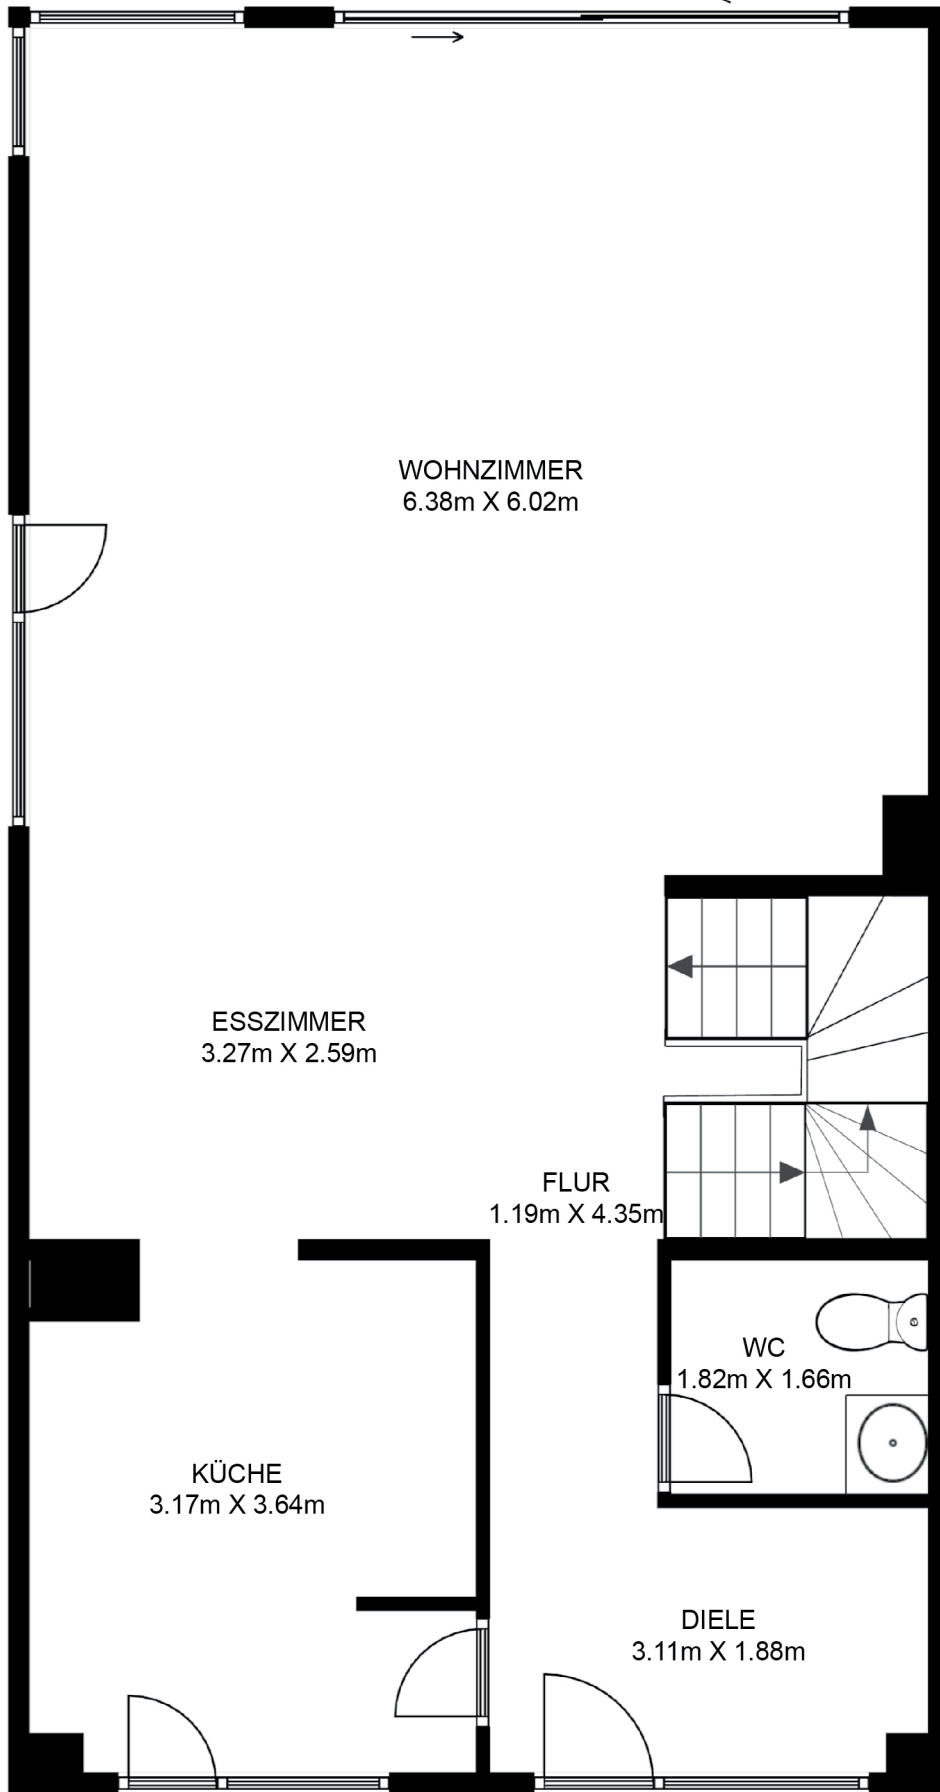 WOHNZIMMER
6.38m X 6.02m
ESSZIMMER
3.27m X 2.59m
FLUR
1.19m X 4.35m
WC
1.82m X 1.66m
KÜCHE
3.17m X 3.64m
DIELE
3.11m X 1.88m